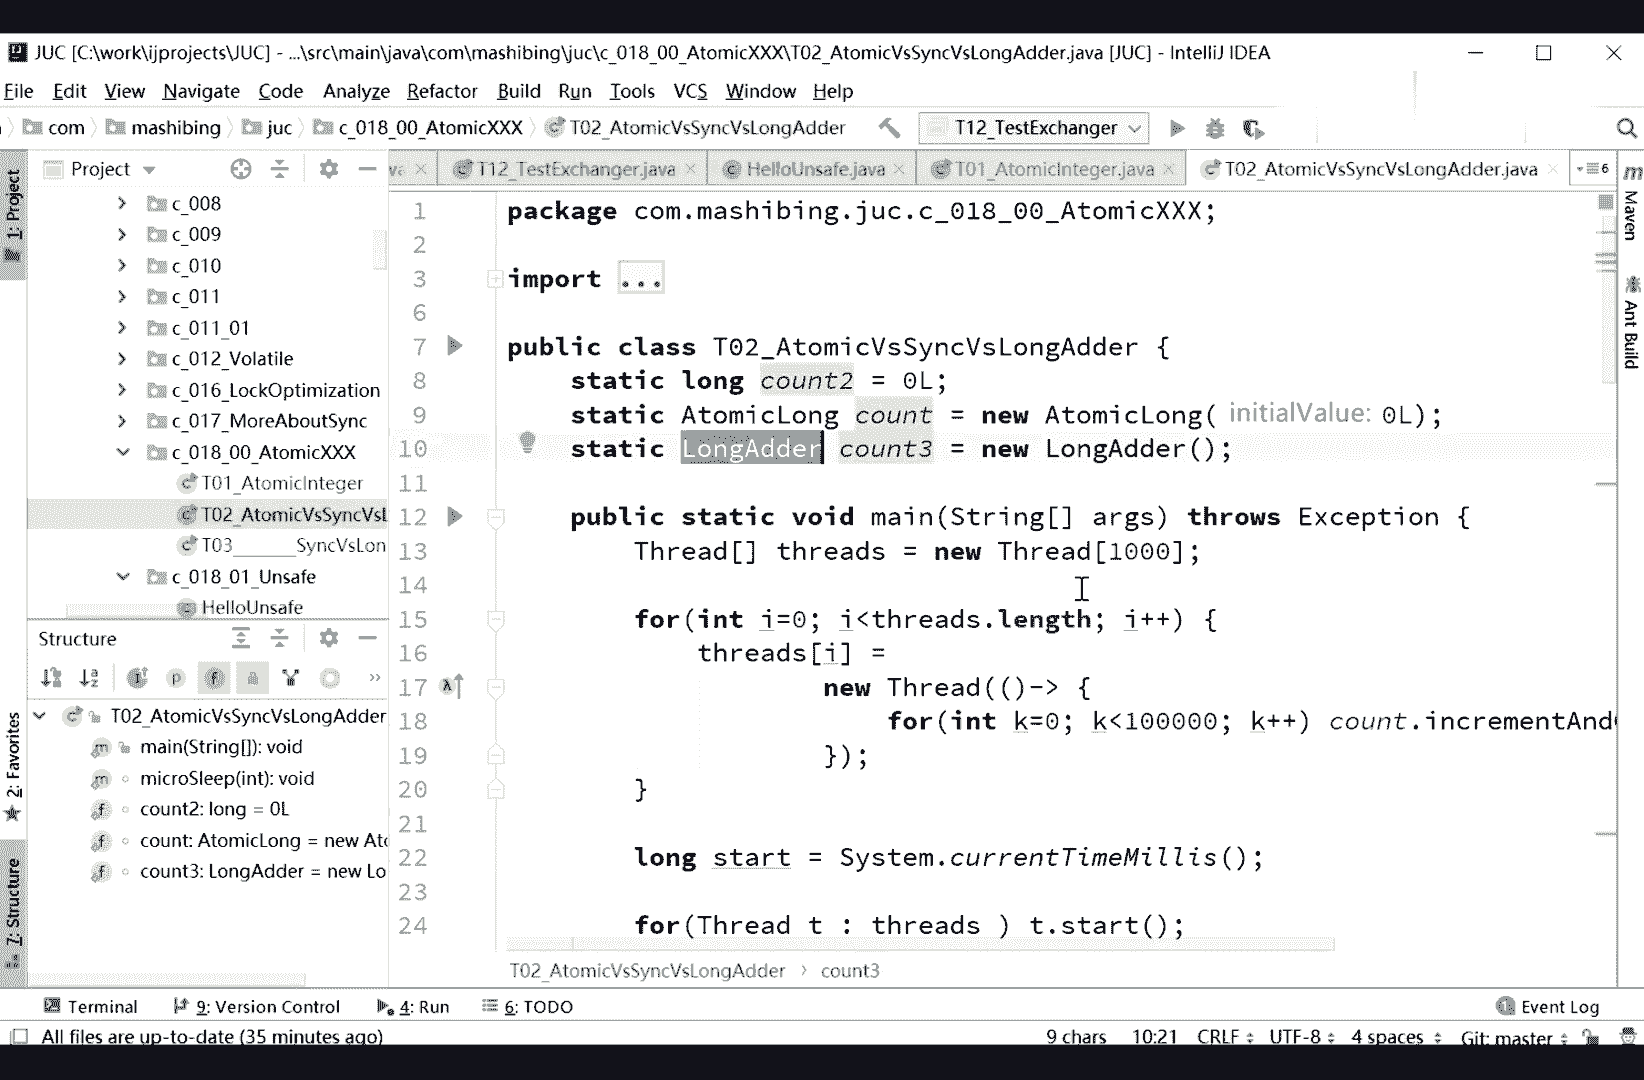 JUC [C:\work\ijprojects\JUC] - ...\src\main\java\com\mashibing\juc\c_018_00_AtomicXXX\T02_AtomicVsSyncVsLongAdder.java [JUC] - IntelliJ IDEA
File Edit View Navigate Code Analyze Refactor Build Run Tools VCS Window Help
com mashibing juc c_018_00_AtomicXXX T02_AtomicVsSyncVsLongAdder T12_TestExchanger
1: Project
Project
T12_TestExchanger.java HelloUnsafe.java T01_AtomicInteger.java T02_AtomicVsSyncVsLongAdder.java 6
Maven
Ant Build
c_008
c_009
c_010
c_011
c_011_01
c_012_Volatile
c_016_LockOptimization
c_017_MoreAboutSync
c_018_00_AtomicXXX
T01_AtomicInteger
T02_AtomicVsSyncVsL
T03______SyncVsLon
c_018_01_Unsafe
HelloUnsafe
Structure
T02_AtomicVsSyncVsLongAdder
main(String[]): void
microSleep(int): void
count2: long = 0L
count: AtomicLong = new Ato
count3: LongAdder = new Lo
2: Favorites
7: Structure
1 package com.mashibing.juc.c_018_00_AtomicXXX;
2
3 import ...
6
7 public class T02_AtomicVsSyncVsLongAdder {
8 static long count2 = 0L;
9 static AtomicLong count = new AtomicLong( initialValue: 0L);
10 static LongAdder count3 = new LongAdder();
11
12 public static void main(String[] args) throws Exception {
13 Thread[] threads = new Thread[1000];
14
15 for(int i=0; i<threads.length; i++) {
16 threads[i] =
17 new Thread(()-> {
18 for(int k=0; k<100000; k++) count.incrementAnd
19 });
20 }
21
22 long start = System.currentTimeMillis();
23
24 for(Thread t : threads ) t.start();
T02_AtomicVsSyncVsLongAdder › count3
Terminal 9: Version Control 4: Run 6: TODO 1 Event Log
All files are up-to-date (35 minutes ago) 9 chars 10:21 CRLF UTF-8 4 spaces Git: master